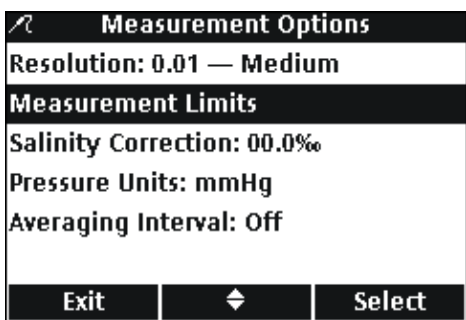 Measurement Options
Resolution: 0.01 — Medium
Measurement Limits
Salinity Correction: 00.0‰
Pressure Units: mmHg
Averaging Interval: Off
Exit Select